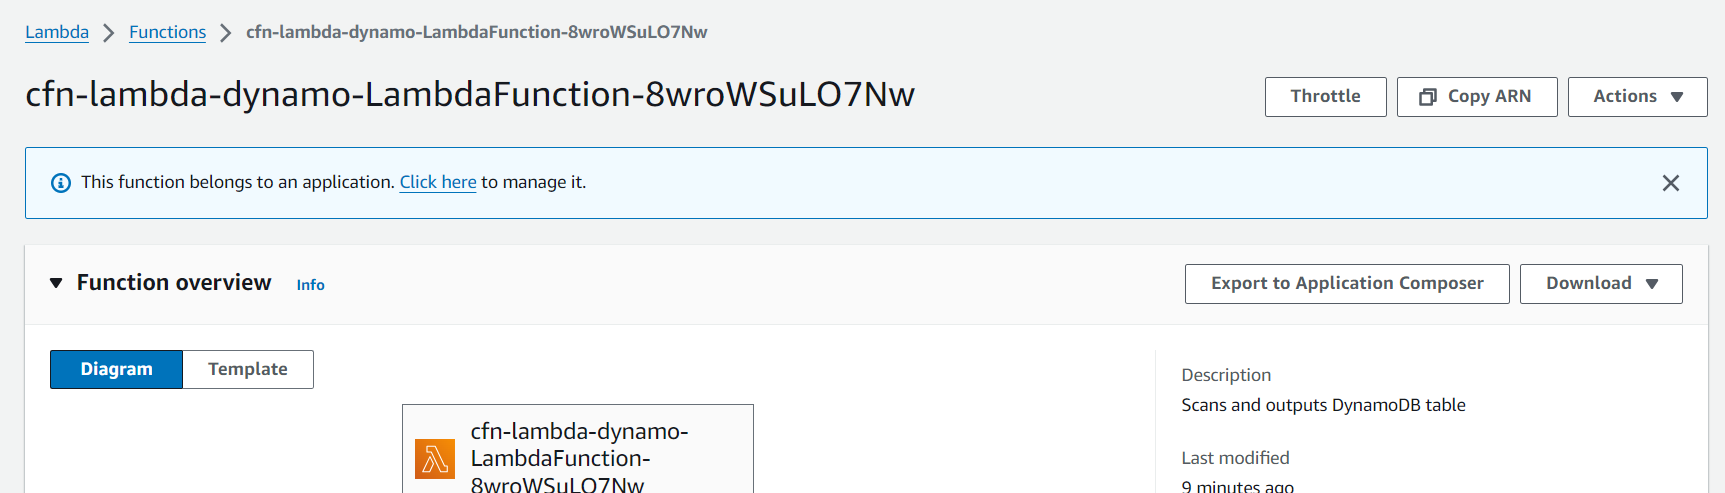 Lambda > Functions > cfn-lambda-dynamo-LambdaFunction-8wroWSuLO7Nw
cfn-lambda-dynamo-LambdaFunction-8wroWSuLO7Nw
Throttle
Copy ARN
Actions
This function belongs to an application. Click here to manage it.
Function overview Info
Export to Application Composer
Download
Diagram
Template
cfn-lambda-dynamo-
LambdaFunction-
8wroWSuLO7Nw
Description
Scans and outputs DynamoDB table
Last modified
9 minutes ago